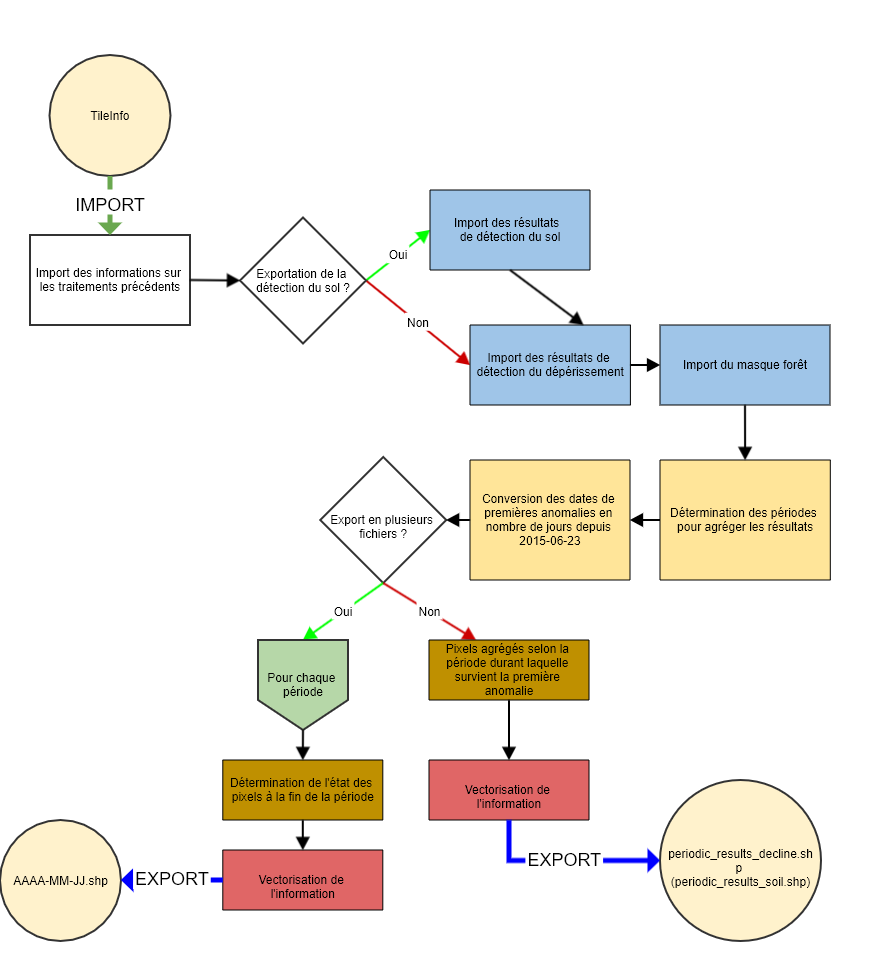 TileInfo
IMPORT
Import des informations sur
les traitements précédents
Exportation de la
détection du sol ?
Oui
Import des résultats
de détection du sol
Non
Import des résultats de
détection du dépérissement
Import du masque forêt
Détermination des périodes
pour agréger les résultats
Conversion des dates de
premières anomalies en
nombre de jours depuis
2015-06-23
Export en plusieurs
fichiers ?
Oui
Non
Pour chaque
période
Pixels agrégés selon la
période durant laquelle
survient la première
anomalie
Détermination de l'état des
pixels à la fin de la période
Vectorisation de
l'information
Vectorisation de
l'information
EXPORT
AAAA-MM-JJ.shp
EXPORT
periodic_results_decline.sh
p
(periodic_results_soil.shp)